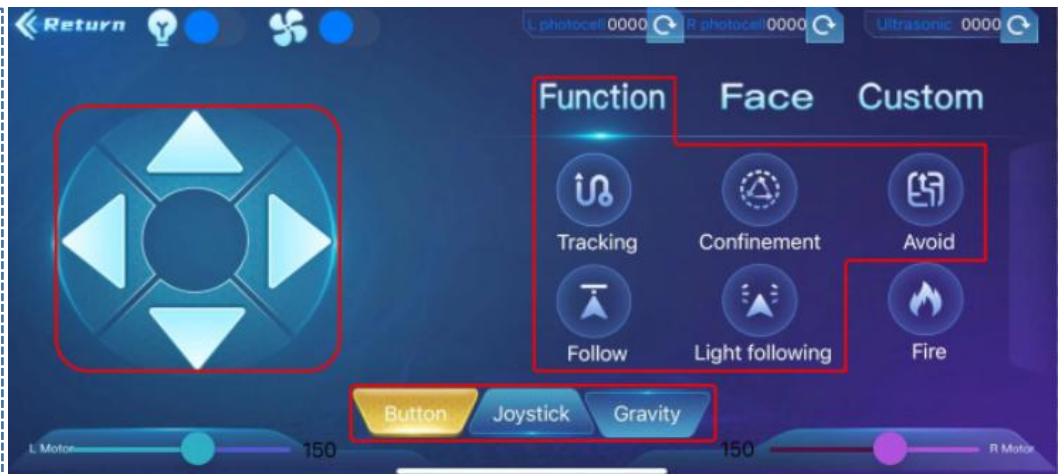 Return
L photocell 0000
R photocell 0000
Ultrasonic 0000
Function Face Custom
Tracking Confinement Avoid
Follow Light following Fire
Button Joystick Gravity
L Motor 150
150 R Motor